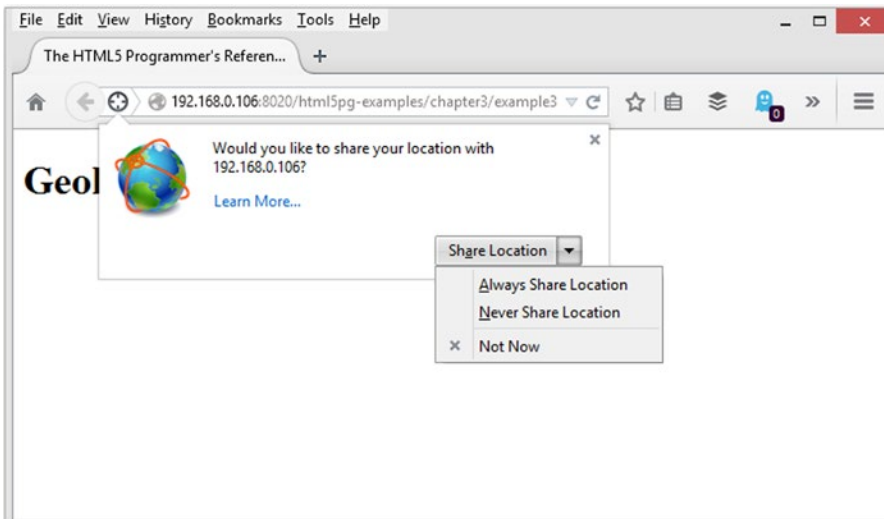 File Edit View History Bookmarks Tools Help
The HTML5 Programmer's Referen...
192.168.0.106:8020/html5pg-examples/chapter3/example3
0
Would you like to share your location with
192.168.0.106?
Learn More...
Geol
Share Location
Always Share Location
Never Share Location
Not Now